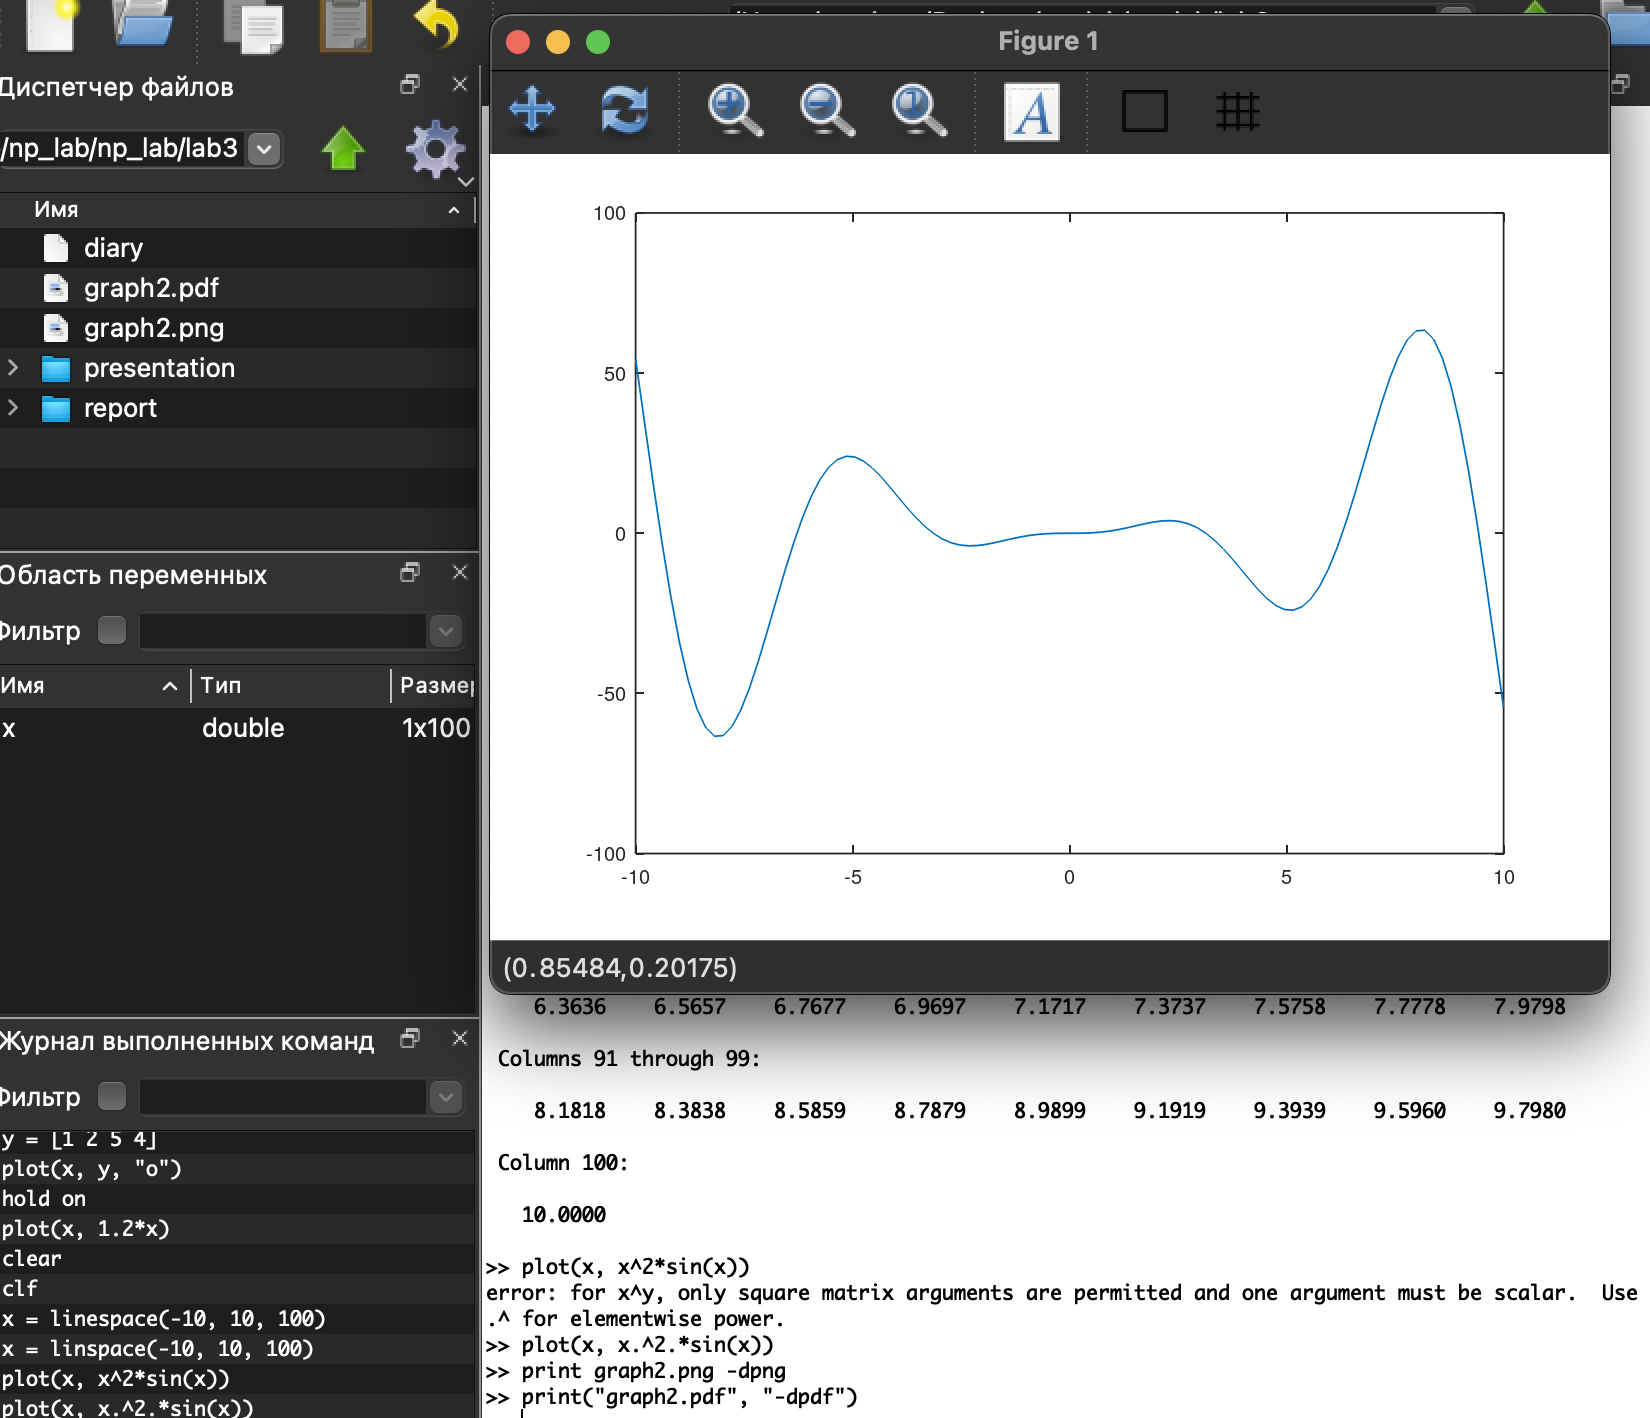 Figure 1
Диспетчер файлов
/np_lab/np_lab/lab3
A
Имя
diary
graph2.pdf
graph2.png
presentation
report
100
50
0
-50
-100
-10
-5
0
5
10
(0.85484,0.20175)
Область переменных
Фильтр
Имя
Тип
Размер
x
double
1x100
Журнал выполненных команд
Фильтр
y = [1 2 5 4]
plot(x, y, "o")
hold on
plot(x, 1.2*x)
clear
clf
x = linespace(-10, 10, 100)
x = linspace(-10, 10, 100)
plot(x, x^2*sin(x))
plot(x, x.^2.*sin(x))
6.3636 6.5657 6.7677 6.9697 7.1717 7.3737 7.5758 7.7778 7.9798
Columns 91 through 99:
8.1818 8.3838 8.5859 8.7879 8.9899 9.1919 9.3939 9.5960 9.7980
Column 100:
10.0000
>> plot(x, x^2*sin(x))
error: for x^y, only square matrix arguments are permitted and one argument must be scalar.  Use
.^ for elementwise power.
>> plot(x, x.^2.*sin(x))
>> print graph2.png -dpng
>> print("graph2.pdf", "-dpdf")